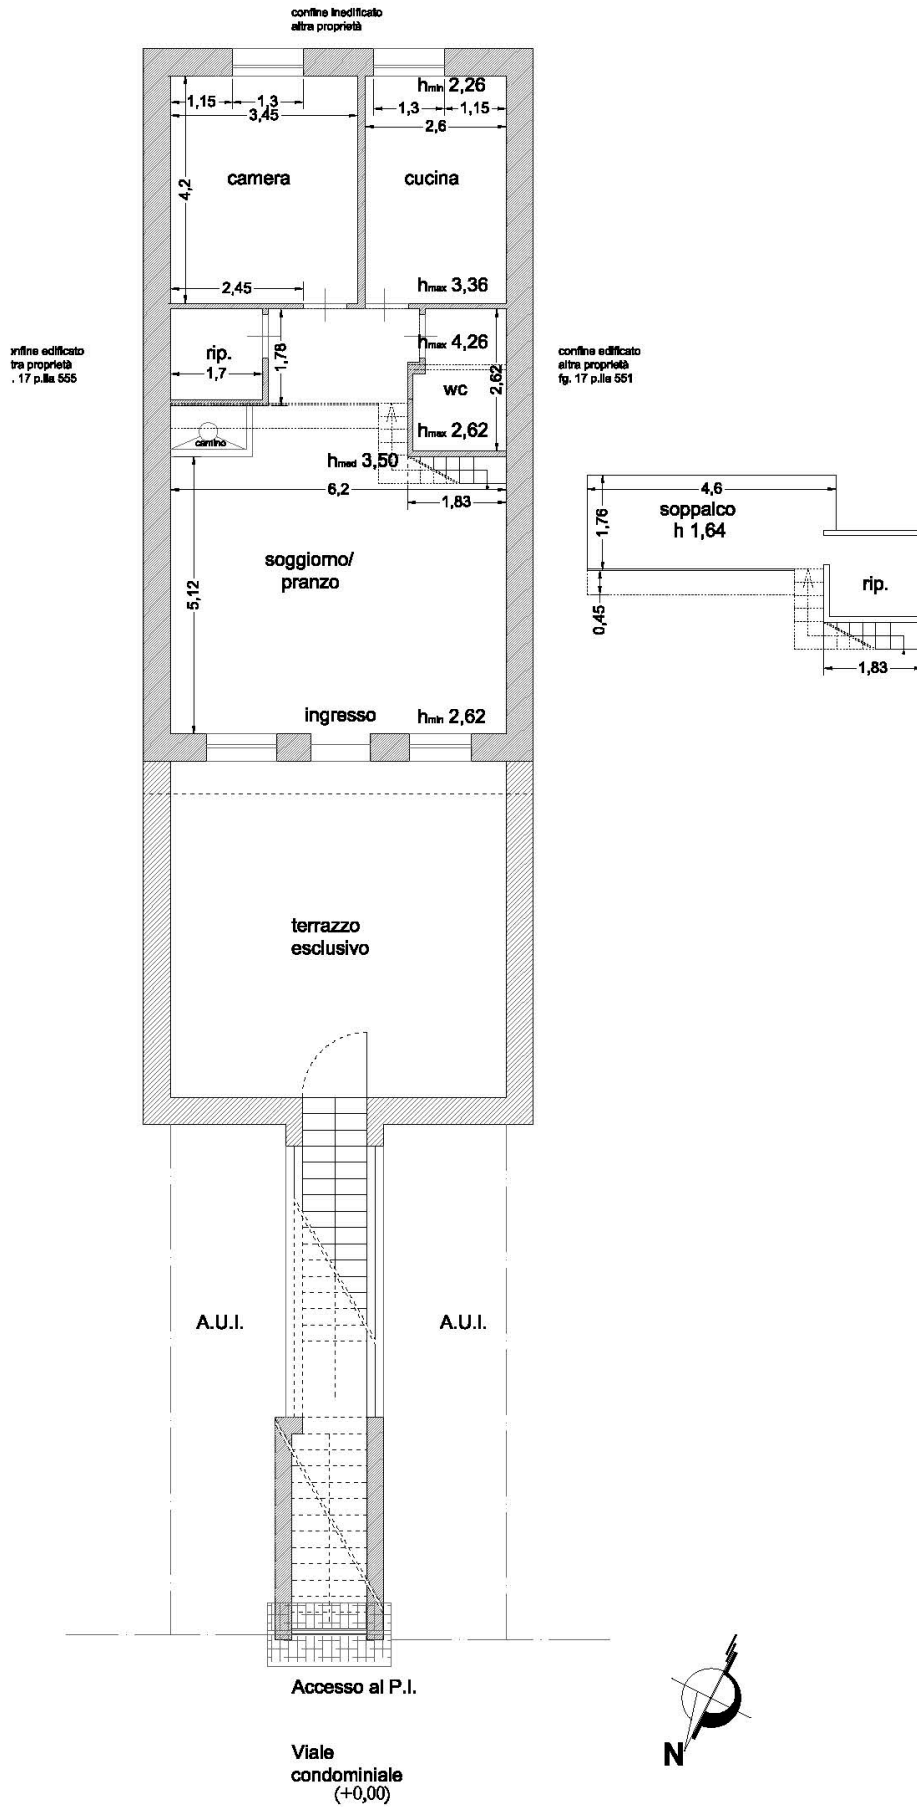 confine inedificato
altra proprietà
hmin 2,26
1,15 1,3 1,3 1,15
3,45 2,6
camera cucina
4,2
2,45 hmax 3,36
confine edificato
tra proprietà
. 17 p.lla 555
rip.
1,7
1,78
hmax 4,26
wc
2,62
hmax 2,62
confine edificato
altra proprietà
fg. 17 p.lla 551
camino
hmed 3,50
6,2
1,83
soggiorno/
pranzo
5,12
ingresso hmin 2,62
4,6
soppalco
h 1,64
1,76
0,45
rip.
1,83
terrazzo
esclusivo
A.U.I. A.U.I.
Accesso al P.I.
Viale
condominiale
(+0,00)
N